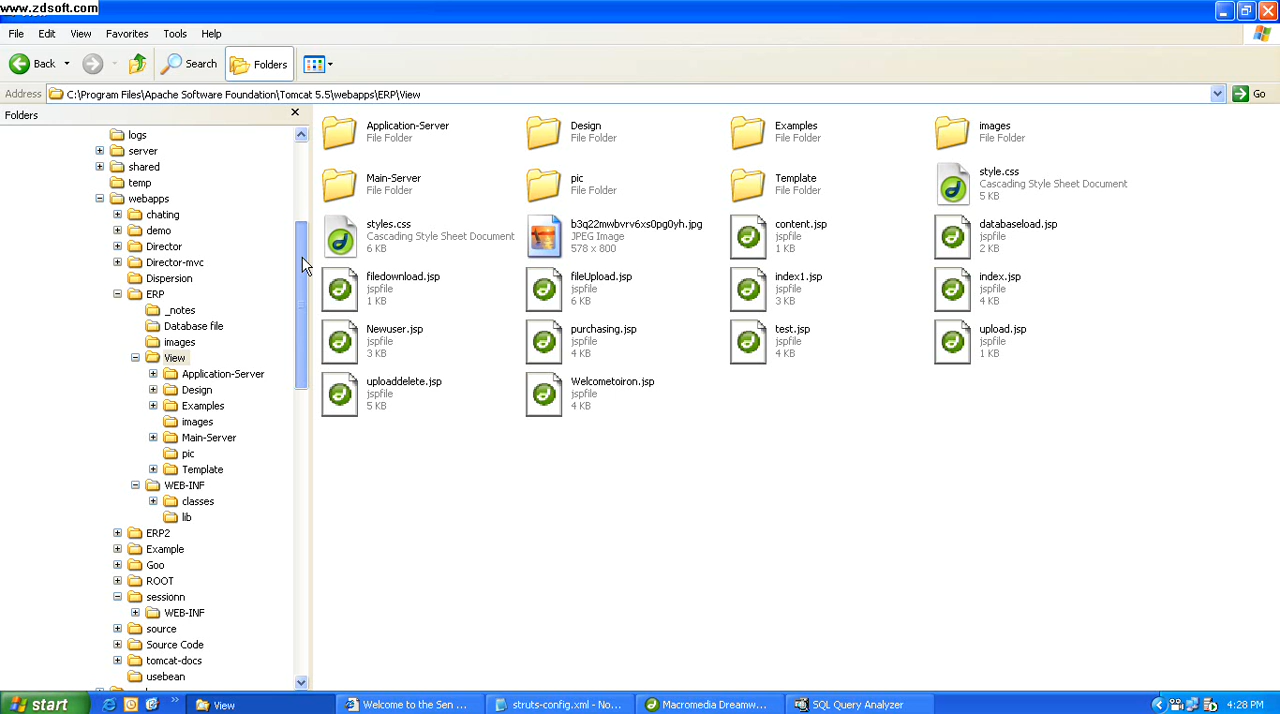 www.zdsoft.com
File Edit View Favorites Tools Help
Back Search Folders
Address C:\Program Files\Apache Software Foundation\Tomcat 5.5\webapps\ERP\View Go
Folders
logs
server
shared
temp
webapps
chating
demo
Director
Director-mvc
Dispersion
ERP
_notes
Database file
images
View
Application-Server
Design
Examples
images
Main-Server
pic
Template
WEB-INF
classes
lib
ERP2
Example
Goo
ROOT
sessionn
WEB-INF
source
Source Code
tomcat-docs
usebean
Application-Server
File Folder
Design
File Folder
Examples
File Folder
images
File Folder
Main-Server
File Folder
pic
File Folder
Template
File Folder
style.css
Cascading Style Sheet Document
5 KB
styles.css
Cascading Style Sheet Document
6 KB
b3q22mwbvrv6xs0pg0yh.jpg
JPEG Image
578 x 800
content.jsp
jspfile
1 KB
databaseload.jsp
jspfile
2 KB
filedownload.jsp
jspfile
1 KB
fileUpload.jsp
jspfile
6 KB
index1.jsp
jspfile
3 KB
index.jsp
jspfile
4 KB
Newuser.jsp
jspfile
3 KB
purchasing.jsp
jspfile
4 KB
test.jsp
jspfile
4 KB
upload.jsp
jspfile
1 KB
uploaddelete.jsp
jspfile
5 KB
Welcometoiron.jsp
jspfile
4 KB
start View Welcome to the Sen ... struts-config.xml - No... Macromedia Dreamw... SQL Query Analyzer 4:28 PM